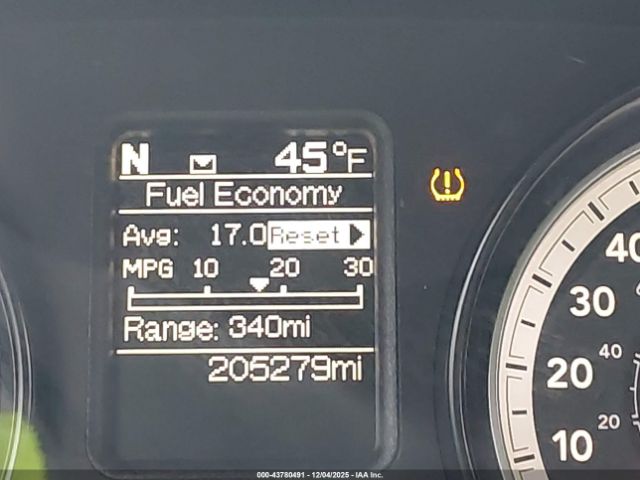 N 45°F
Fuel Economy
Avg: 17.0 Reset
MPG 10 20 30
Range: 340mi
205279mi
40
30
20
10
40
20
000-43780491 - 12/04/2025 - IAA Inc.